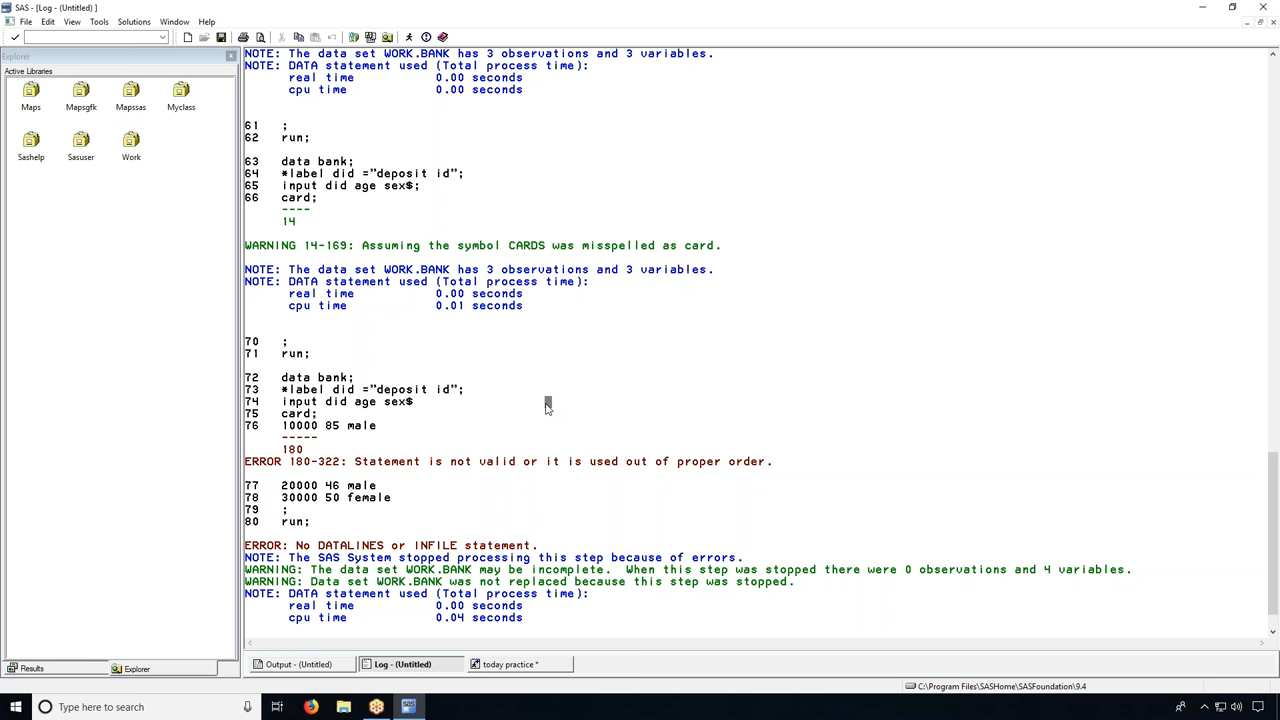 SAS - [Log - (Untitled) ]
File Edit View Tools Solutions Window Help
Explorer
Active Libraries
Maps Mapsgfk Mapssas Myclass
Sashelp Sasuser Work
NOTE: The data set WORK.BANK has 3 observations and 3 variables.
NOTE: DATA statement used (Total process time):
real time 0.00 seconds
cpu time 0.00 seconds
61 ;
62 run;
63 data bank;
64 *label did ="deposit id";
65 input did age sex$;
66 card;
----
14
WARNING 14-169: Assuming the symbol CARDS was misspelled as card.
NOTE: The data set WORK.BANK has 3 observations and 3 variables.
NOTE: DATA statement used (Total process time):
real time 0.00 seconds
cpu time 0.01 seconds
70 ;
71 run;
72 data bank;
73 *label did ="deposit id";
74 input did age sex$
75 card;
76 10000 85 male
-----
180
ERROR 180-322: Statement is not valid or it is used out of proper order.
77 20000 46 male
78 30000 50 female
79 ;
80 run;
ERROR: No DATALINES or INFILE statement.
NOTE: The SAS System stopped processing this step because of errors.
WARNING: The data set WORK.BANK may be incomplete. When this step was stopped there were 0 observations and 4 variables.
WARNING: Data set WORK.BANK was not replaced because this step was stopped.
NOTE: DATA statement used (Total process time):
real time 0.00 seconds
cpu time 0.04 seconds
Results Explorer
Output - (Untitled) Log - (Untitled) today practice *
C:\Program Files\SASHome\SASFoundation\9.4
Type here to search